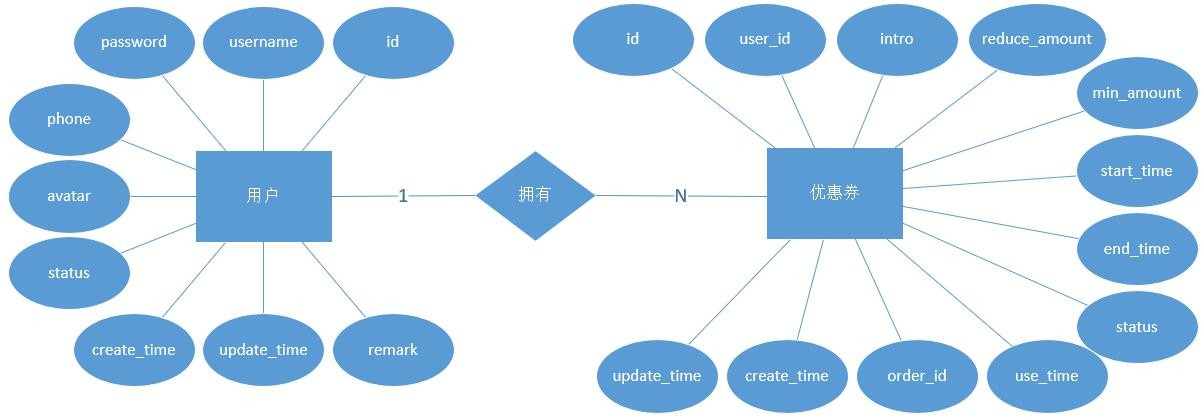 password
username
id
phone
avatar
status
用户
create_time
update_time
remark
1
拥有
N
id
user_id
intro
reduce_amount
min_amount
start_time
end_time
status
优惠券
update_time
create_time
order_id
use_time